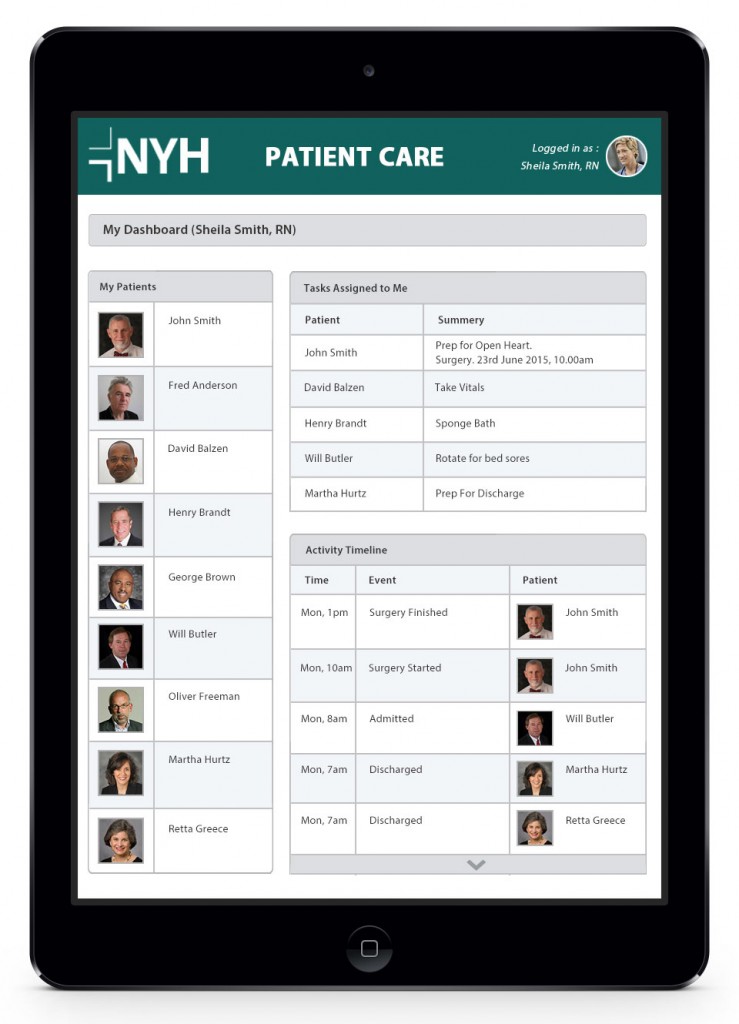 NYH
PATIENT CARE
Logged in as :
Sheila Smith, RN
My Dashboard (Sheila Smith, RN)
My Patients
John Smith
Fred Anderson
David Balzen
Henry Brandt
George Brown
Will Butler
Oliver Freeman
Martha Hurtz
Retta Greece
Tasks Assigned to Me
Patient Summery
John Smith Prep for Open Heart.
Surgery. 23rd June 2015, 10.00am
David Balzen Take Vitals
Henry Brandt Sponge Bath
Will Butler Rotate for bed sores
Martha Hurtz Prep For Discharge
Activity Timeline
Time Event Patient
Mon, 1pm Surgery Finished John Smith
Mon, 10am Surgery Started John Smith
Mon, 8am Admitted Will Butler
Mon, 7am Discharged Martha Hurtz
Mon, 7am Discharged Retta Greece